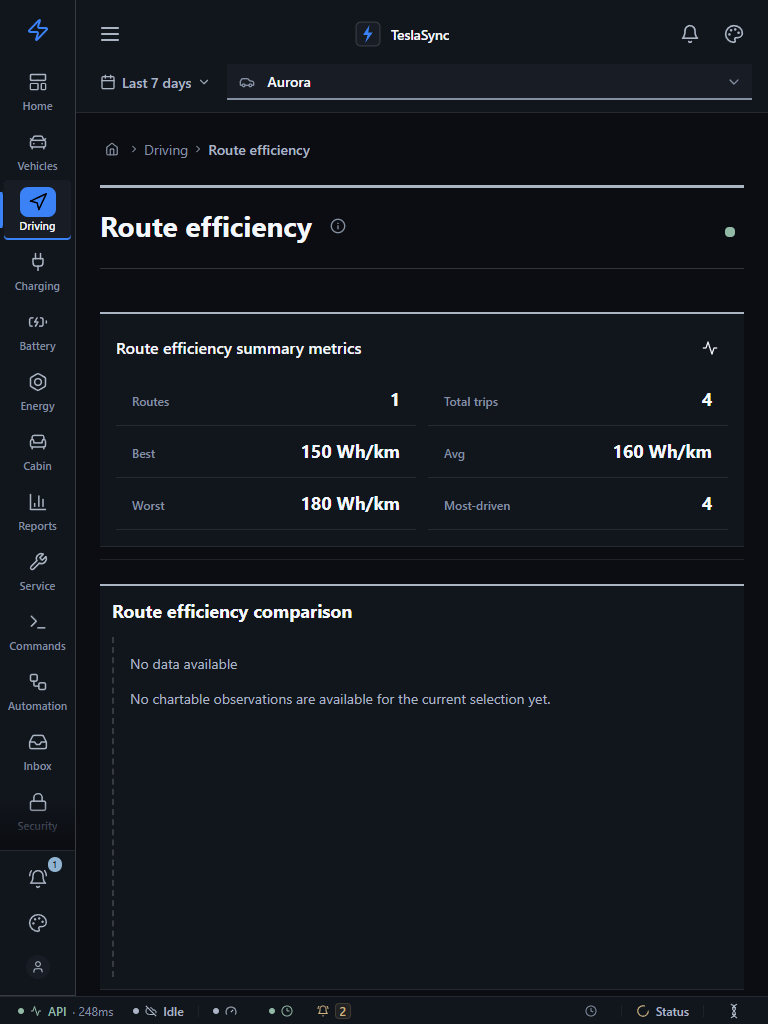 TeslaSync
Last 7 days
Aurora
Home
Vehicles
Driving
Charging
Battery
Energy
Cabin
Reports
Service
Commands
Automation
Inbox
Security
1
Driving
Route efficiency
Route efficiency
Route efficiency summary metrics
Routes 1
Total trips 4
Best 150 Wh/km
Avg 160 Wh/km
Worst 180 Wh/km
Most-driven 4
Route efficiency comparison
No data available
No chartable observations are available for the current selection yet.
API · 248ms
Idle
2
Status